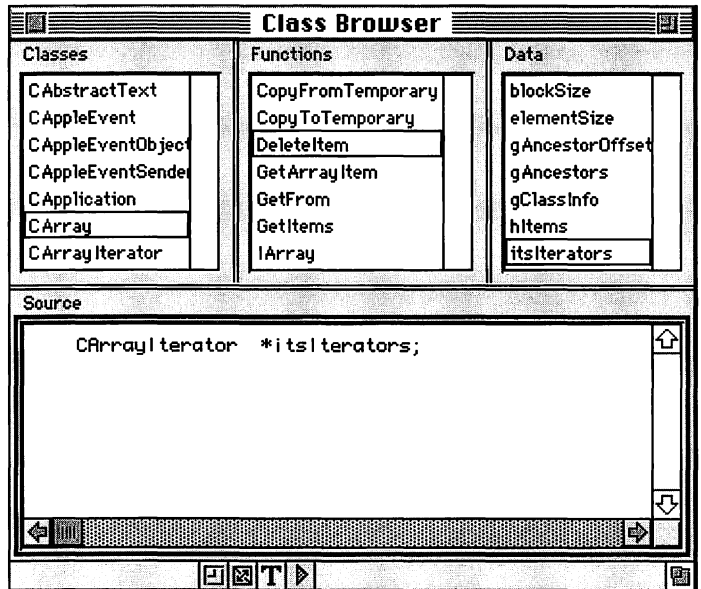 Class Browser
Classes
CAbstractText
CAppleEvent
CAppleEventObject
CAppleEventSender
CApplication
CArray
CArrayIterator
Functions
CopyFromTemporary
CopyToTemporary
DeleteItem
GetArrayItem
GetFrom
GetItems
IArray
Data
blockSize
elementSize
gAncestorOffset
gAncestors
gClassInfo
hItems
itsIterators
Source
CArrayIterator *itsIterators;
T